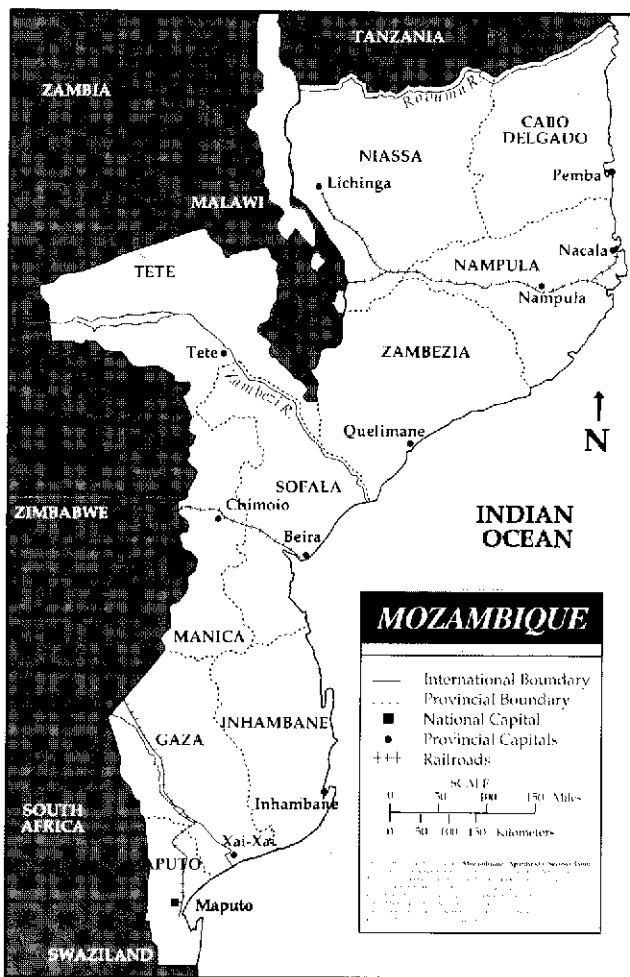 TANZANIA
ZAMBIA
Rovuma R.
CABO
DELGADO
NIASSA
Lichinga
Pemba
MALAWI
Nacala
TETE
NAMPULA
Nampula
ZAMBEZIA
Tete
Zambezi R.
Quelimane
N
SOFALA
ZIMBABWE
Chimoio
INDIAN
OCEAN
Beira
MOZAMBIQUE
MANICA
International Boundary
Provincial Boundary
National Capital
Provincial Capitals
Railroads
INHAMBANE
GAZA
SCALE
0 50 100 150 Miles
0 50 100 150 Kilometers
Inhambane
SOUTH
AFRICA
Xai-Xai
APUTO
Maputo
SWAZILAND